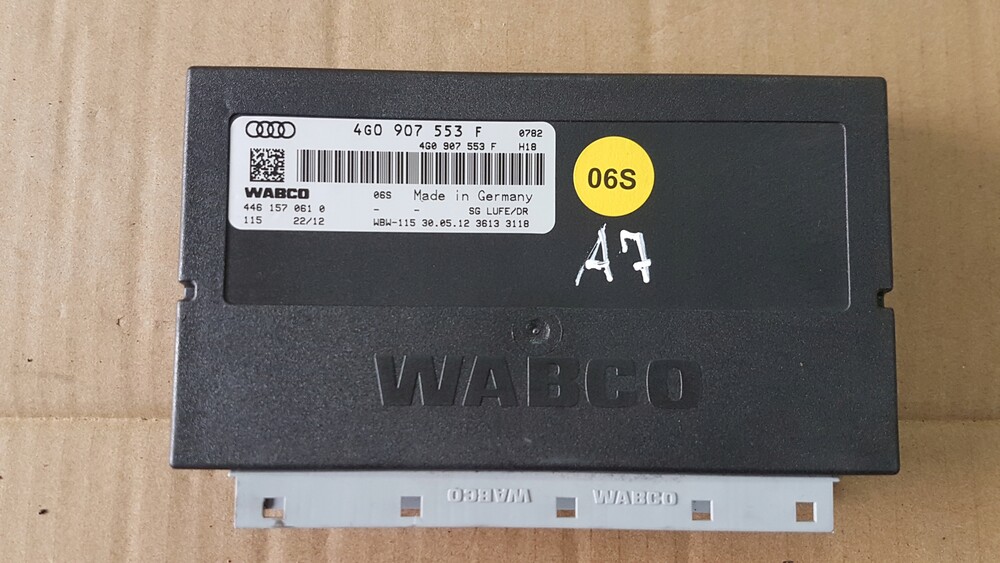 4G0 907 553 F 0782
4G0 907 553 F H18
WABCO 06S Made in Germany
446 157 061 0 - - SG LUFE/DR
115 22/12 WBW-115 30.05.12 3613 3118
06S
A7
WABCO
WABCO WABCO